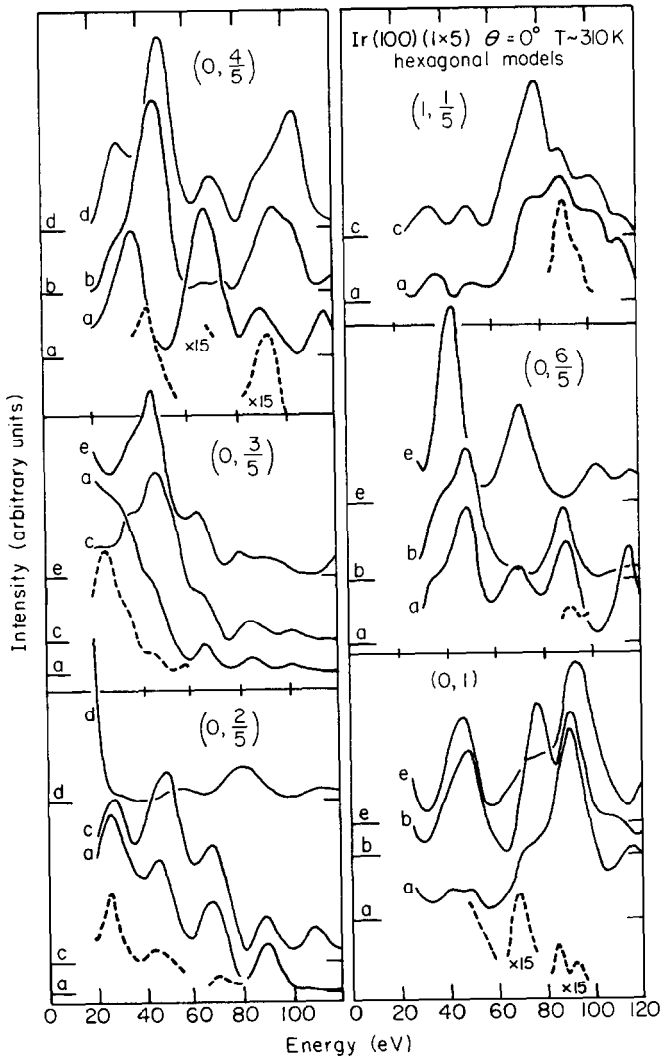 Ir(100)(1×5) θ=0° T~310K
hexagonal models
(0, 4/5)
d
d
b
b
a
a
×15
×15
(1, 1/5)
c
c
a
a
(0, 3/5)
e
a
c
e
c
a
(0, 6/5)
e
e
b
b
a
a
(0, 2/5)
d
d
c
a
c
a
(0, 1)
e
e
b
b
a
a
×15
×15
Intensity (arbitrary units)
0 20 40 60 80 100
0 20 40 60 80 100 120
Energy (eV)